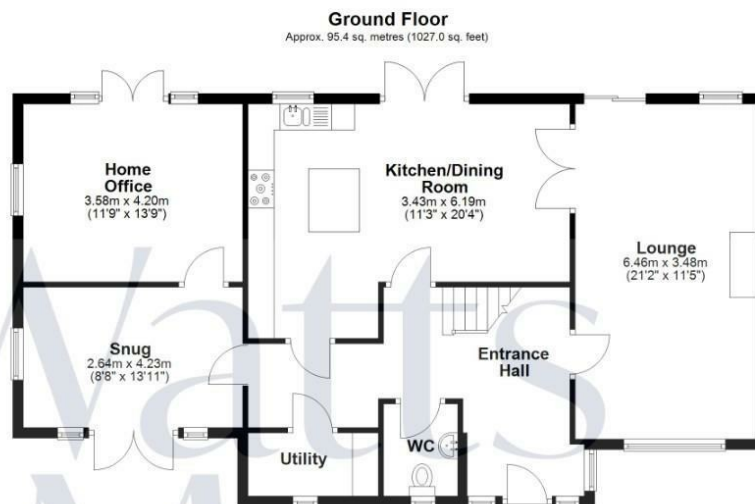 Ground Floor
Approx. 95.4 sq. metres (1027.0 sq. feet)
Home
Office
3.58m x 4.20m
(11'9" x 13'9")
Kitchen/Dining
Room
3.43m x 6.19m
(11'3" x 20'4")
Lounge
6.46m x 3.48m
(21'2" x 11'5")
Snug
2.64m x 4.23m
(8'8" x 13'11")
Entrance
Hall
Utility
WC
Watts